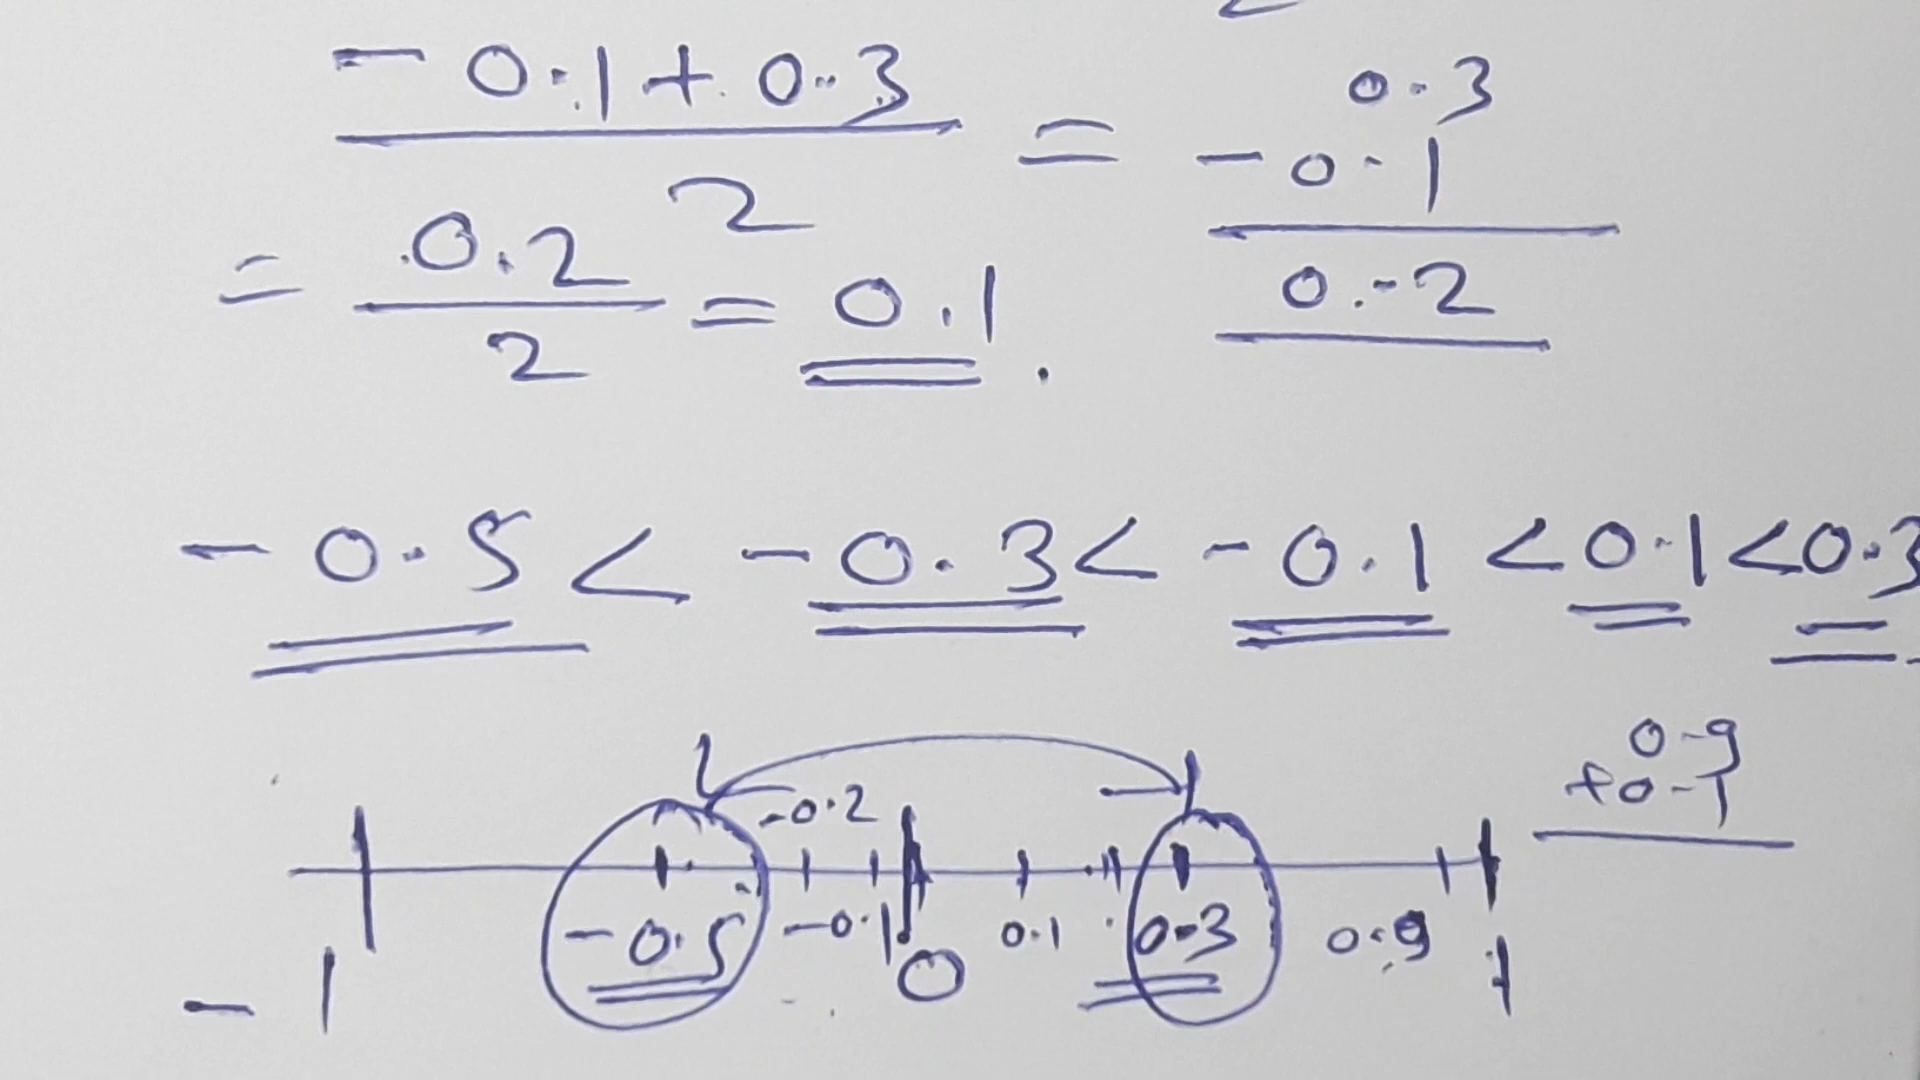 - 0.1 + 0.3 / 2 = 0.3
- 0.1
0.2
= 0.2 / 2 = 0.1.
- 0.5 < - 0.3 < - 0.1 < 0.1 < 0.3
0.9
+0.1
-0.2
-0.5 -0.1 0 0.1 0.3 0.9
-1 1